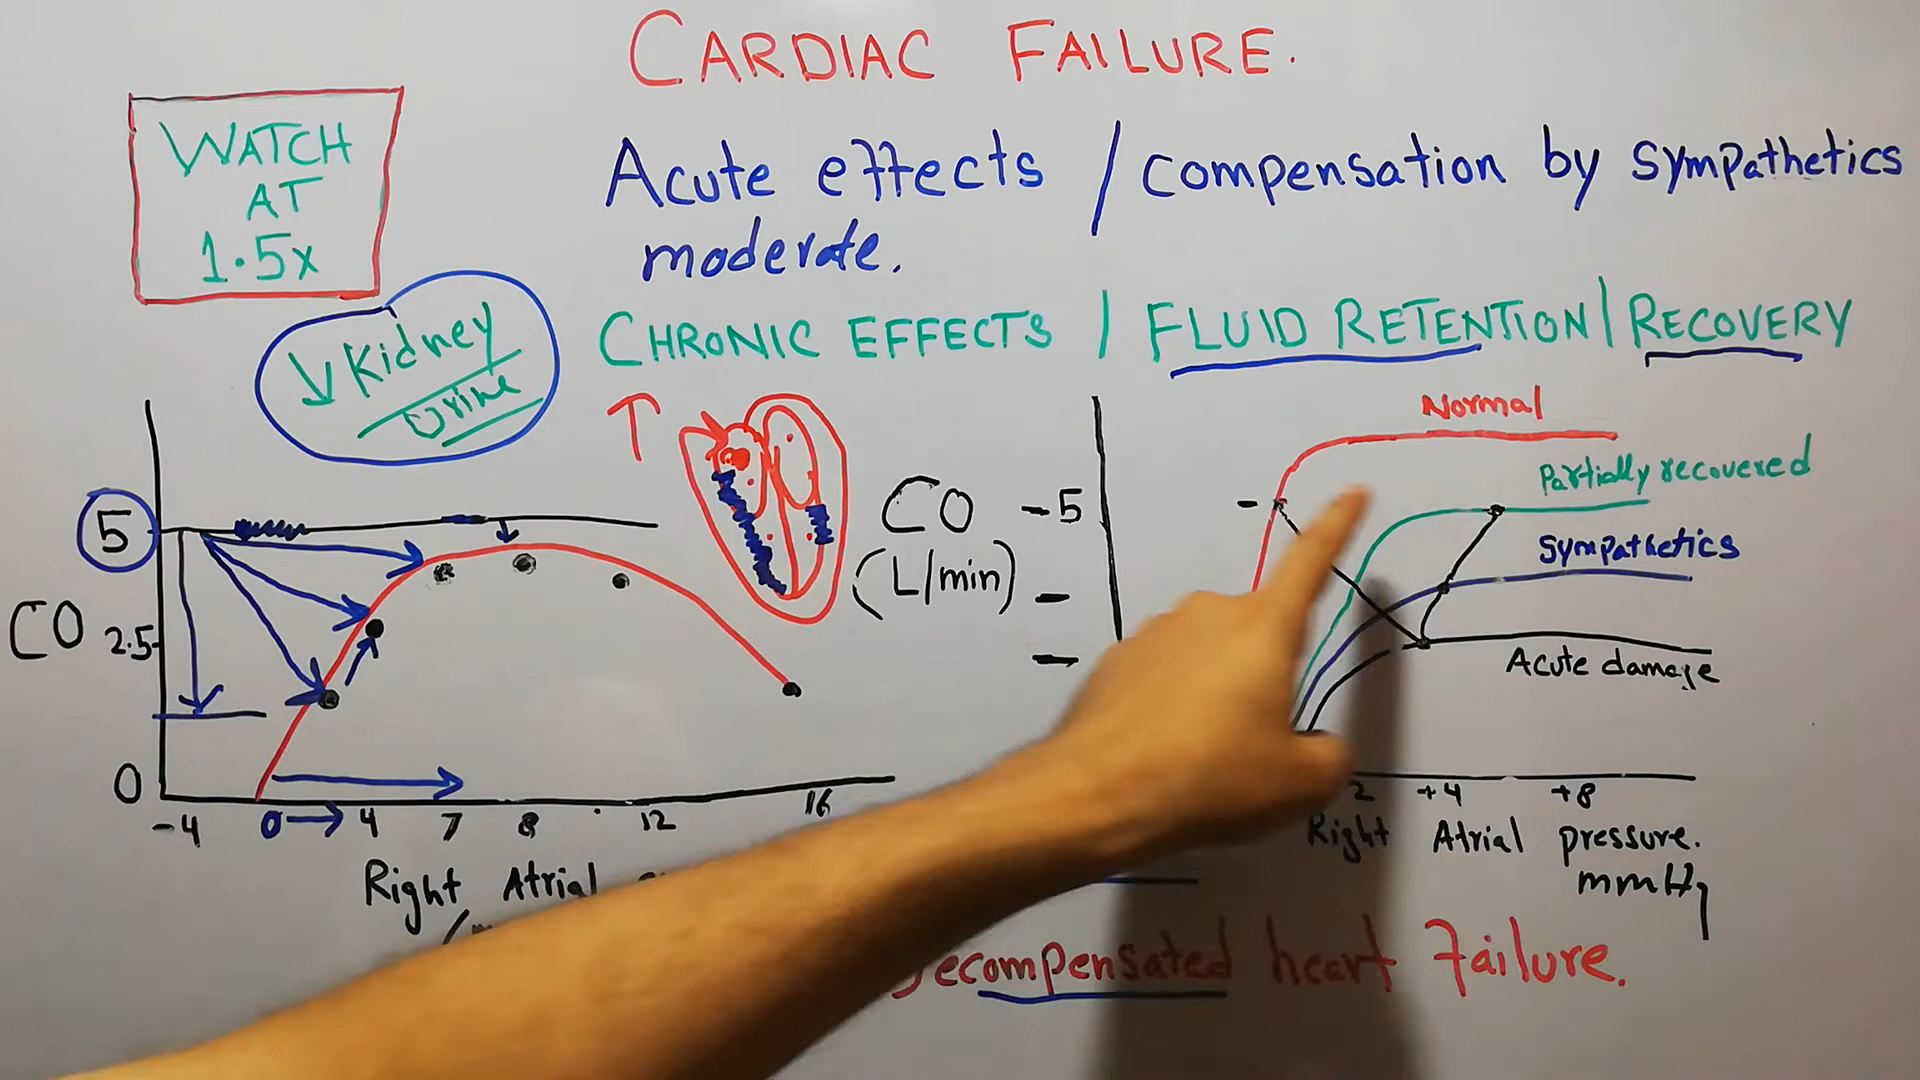 CARDIAC FAILURE.
WATCH
AT
1.5x
Acute effects / compensation by sympathetics
moderate.
↓ Kidney
Urine
CHRONIC EFFECTS / FLUID RETENTION / RECOVERY
Normal
Partially recovered
Sympathetics
Acute damage
CO
(L/min)
5
CO
5
2.5
0
-4 0 4 7 8 12 16
Right Atrial
2 +4 +8
Right Atrial pressure.
mmHg
ecompensated heart failure.